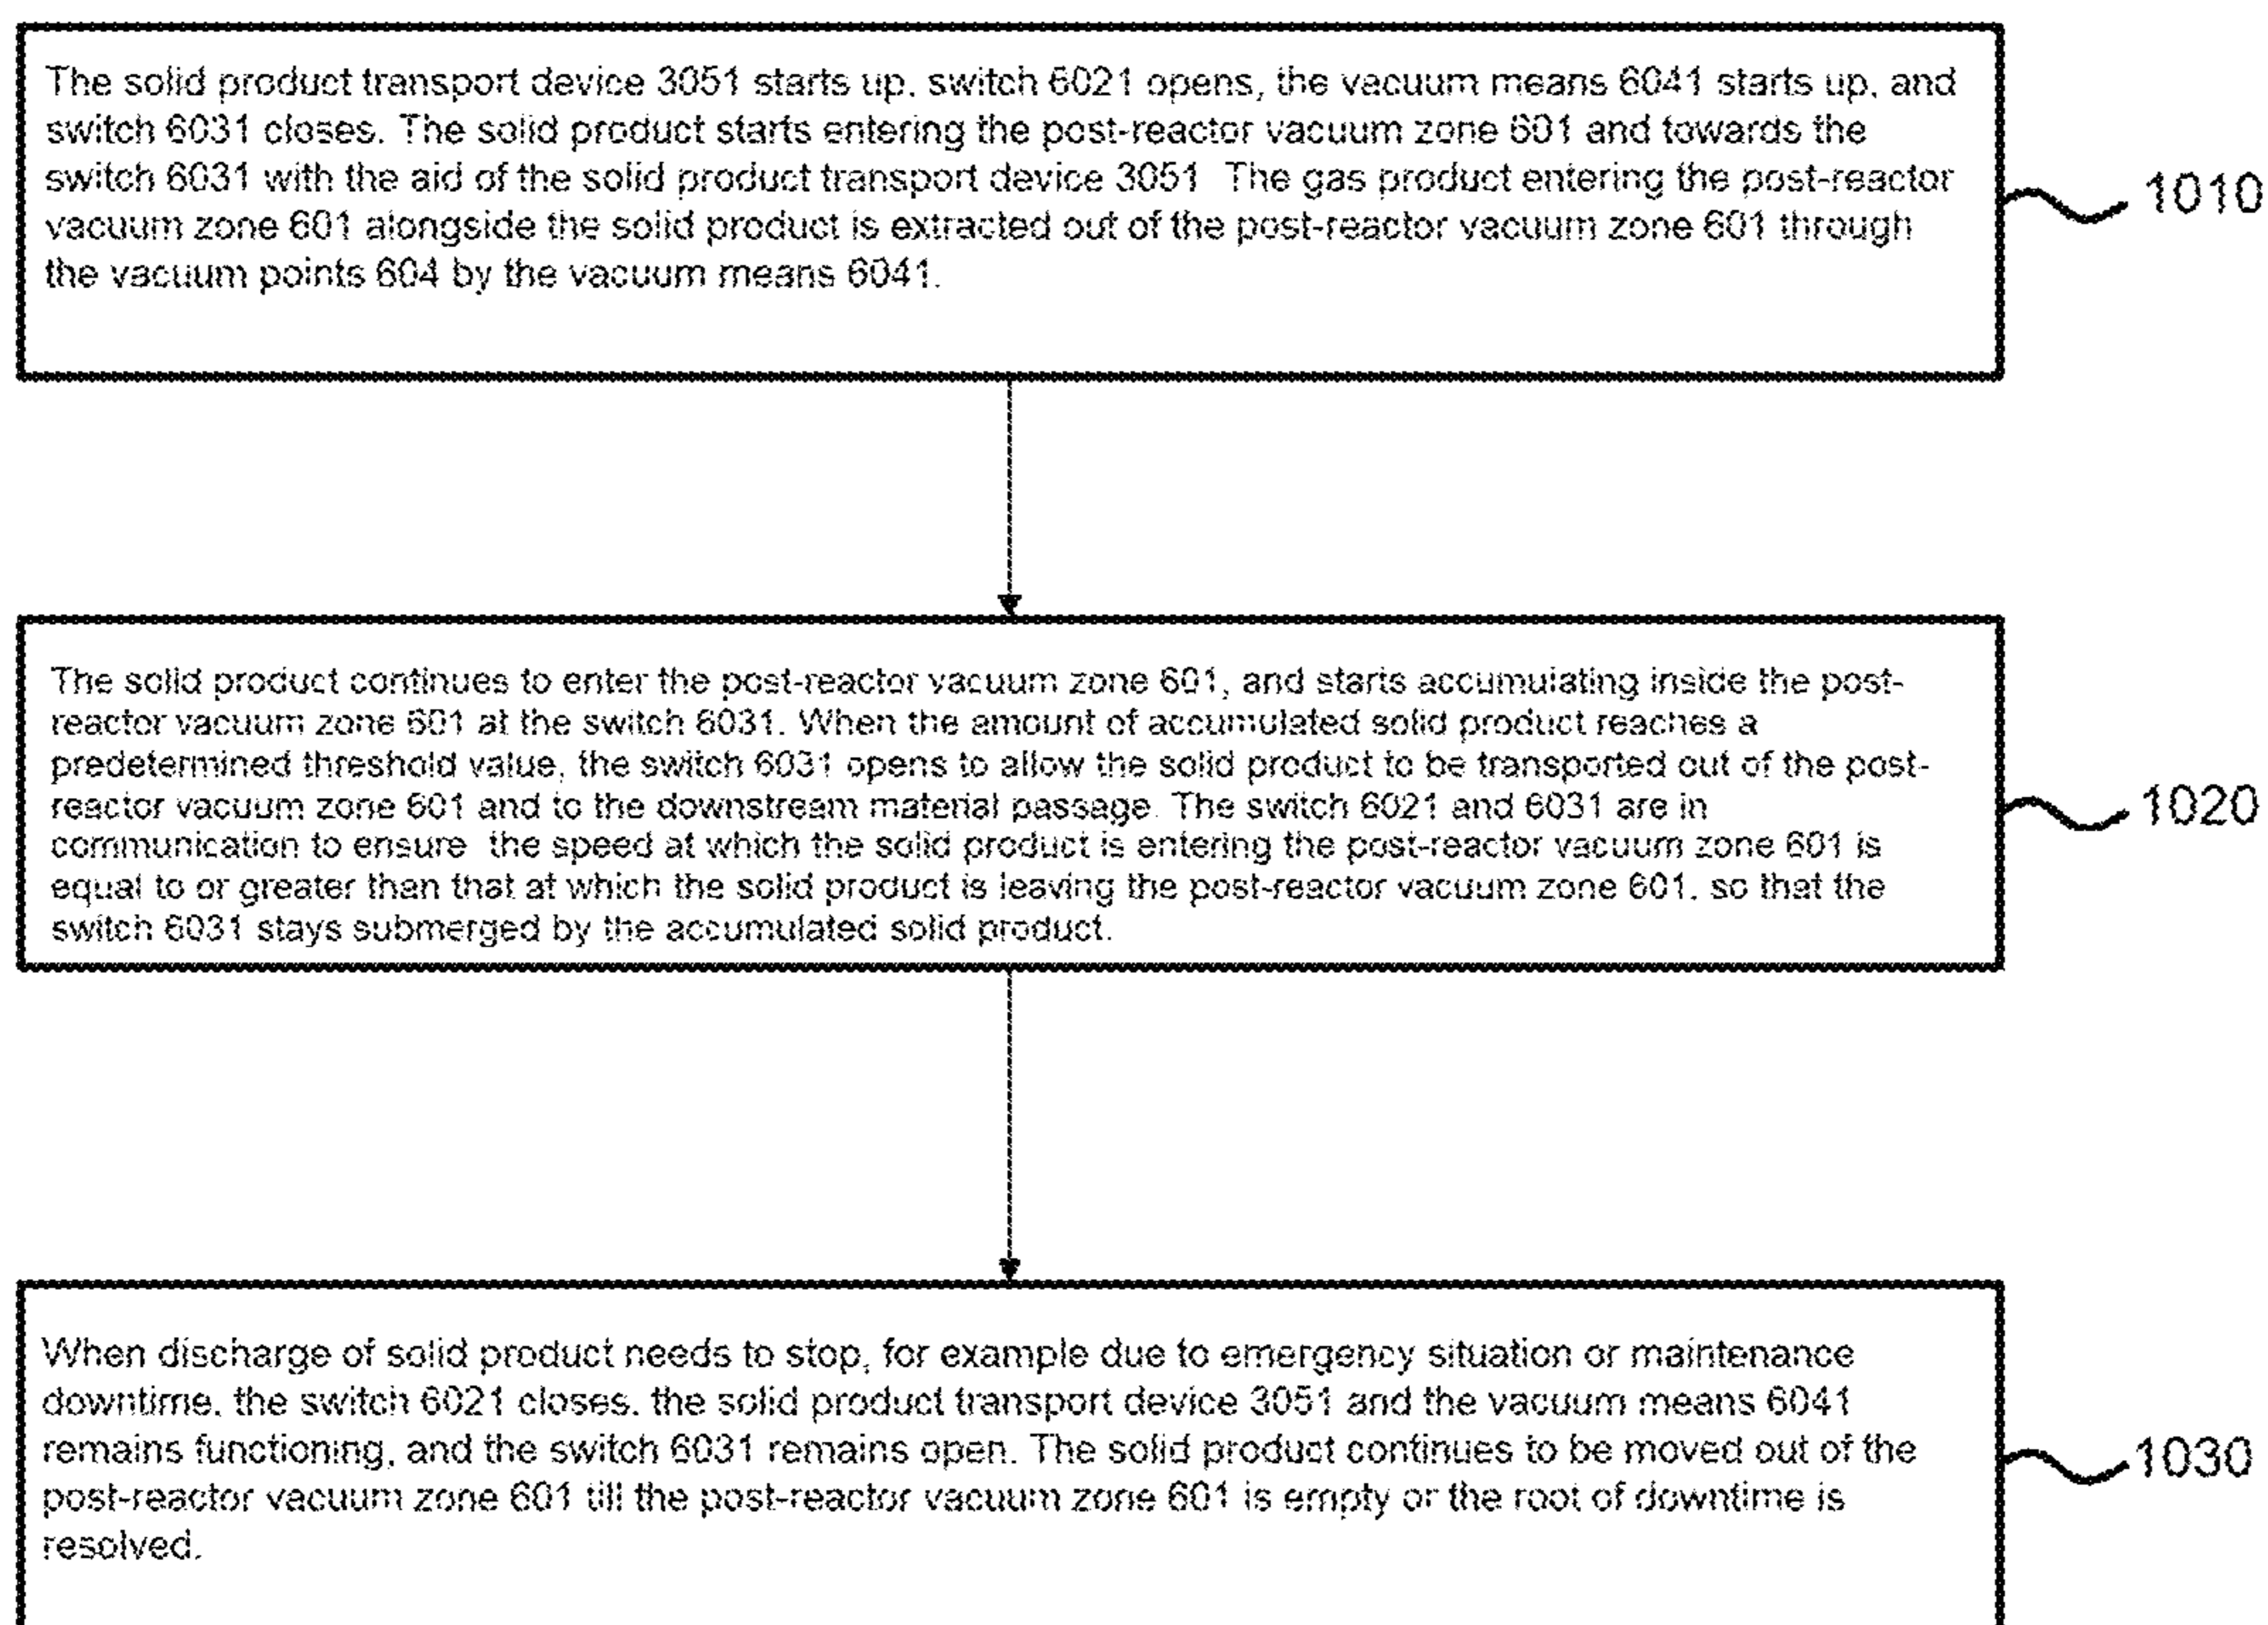 The solid product transport device 3051 starts up, switch 6021 opens, the vacuum means 6041 starts up, and
switch 6031 closes. The solid product starts entering the post-reactor vacuum zone 601 and towards the
switch 6031 with the aid of the solid product transport device 3051 The gas product entering the post-reactor
vacuum zone 601 alongside the solid product is extracted out of the post-reactor vacuum zone 601 through
the vacuum points 604 by the vacuum means 6041.
1010
The solid product continues to enter the post-reactor vacuum zone 601, and starts accumulating inside the post-
reactor vacuum zone 601 at the switch 6031. When the amount of accumulated solid product reaches a
predetermined threshold value, the switch 6031 opens to allow the solid product to be transported out of the post-
reactor vacuum zone 601 and to the downstream material passage. The switch 6021 and 6031 are in
communication to ensure the speed at which the solid product is entering the post-reactor vacuum zone 601 is
equal to or greater than that at which the solid product is leaving the post-reactor vacuum zone 601, so that the
switch 6031 stays submerged by the accumulated solid product.
1020
When discharge of solid product needs to stop, for example due to emergency situation or maintenance
downtime, the switch 6021 closes, the solid product transport device 3051 and the vacuum means 6041
remains functioning, and the switch 6031 remains open. The solid product continues to be moved out of the
post-reactor vacuum zone 601 till the post-reactor vacuum zone 601 is empty or the root of downtime is
resolved.
1030